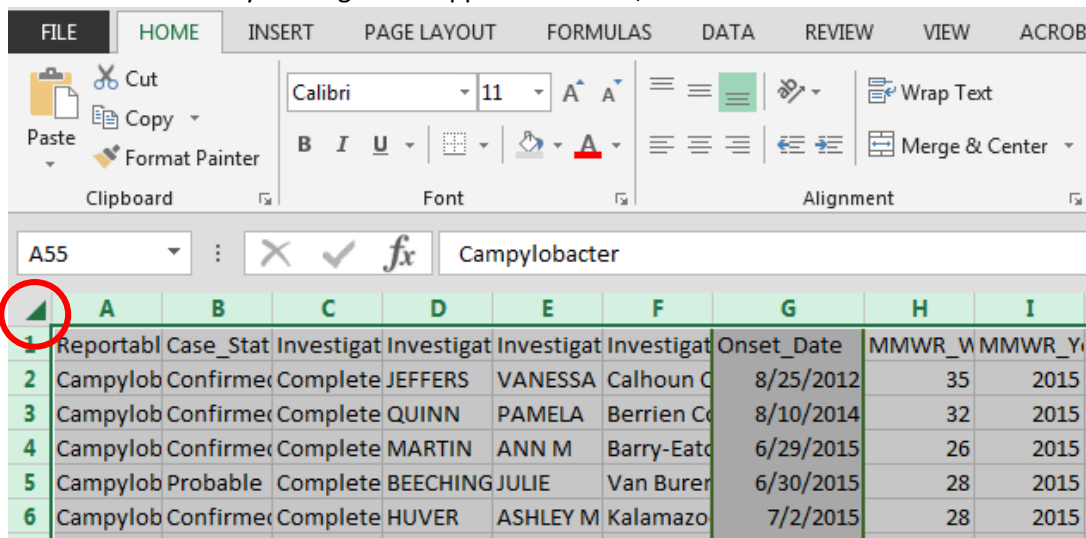 FILE HOME INSERT PAGE LAYOUT FORMULAS DATA REVIEW VIEW ACROB
Cut
Copy
Format Painter
Paste
Clipboard
Calibri 11 A A
B I U A
Font
Wrap Text
Merge & Center
Alignment
A55 fx Campylobacter
A B C D E F G H I
1 Reportabl Case_Stat Investigat Investigat Investigat Investigat Onset_Date MMWR_W MMWR_Y
2 Campylob Confirmed Complete JEFFERS VANESSA Calhoun C 8/25/2012 35 2015
3 Campylob Confirmed Complete QUINN PAMELA Berrien Co 8/10/2014 32 2015
4 Campylob Confirmed Complete MARTIN ANN M Barry-Eato 6/29/2015 26 2015
5 Campylob Probable Complete BEECHING JULIE Van Buren 6/30/2015 28 2015
6 Campylob Confirmed Complete HUVER ASHLEY M Kalamazo 7/2/2015 28 2015